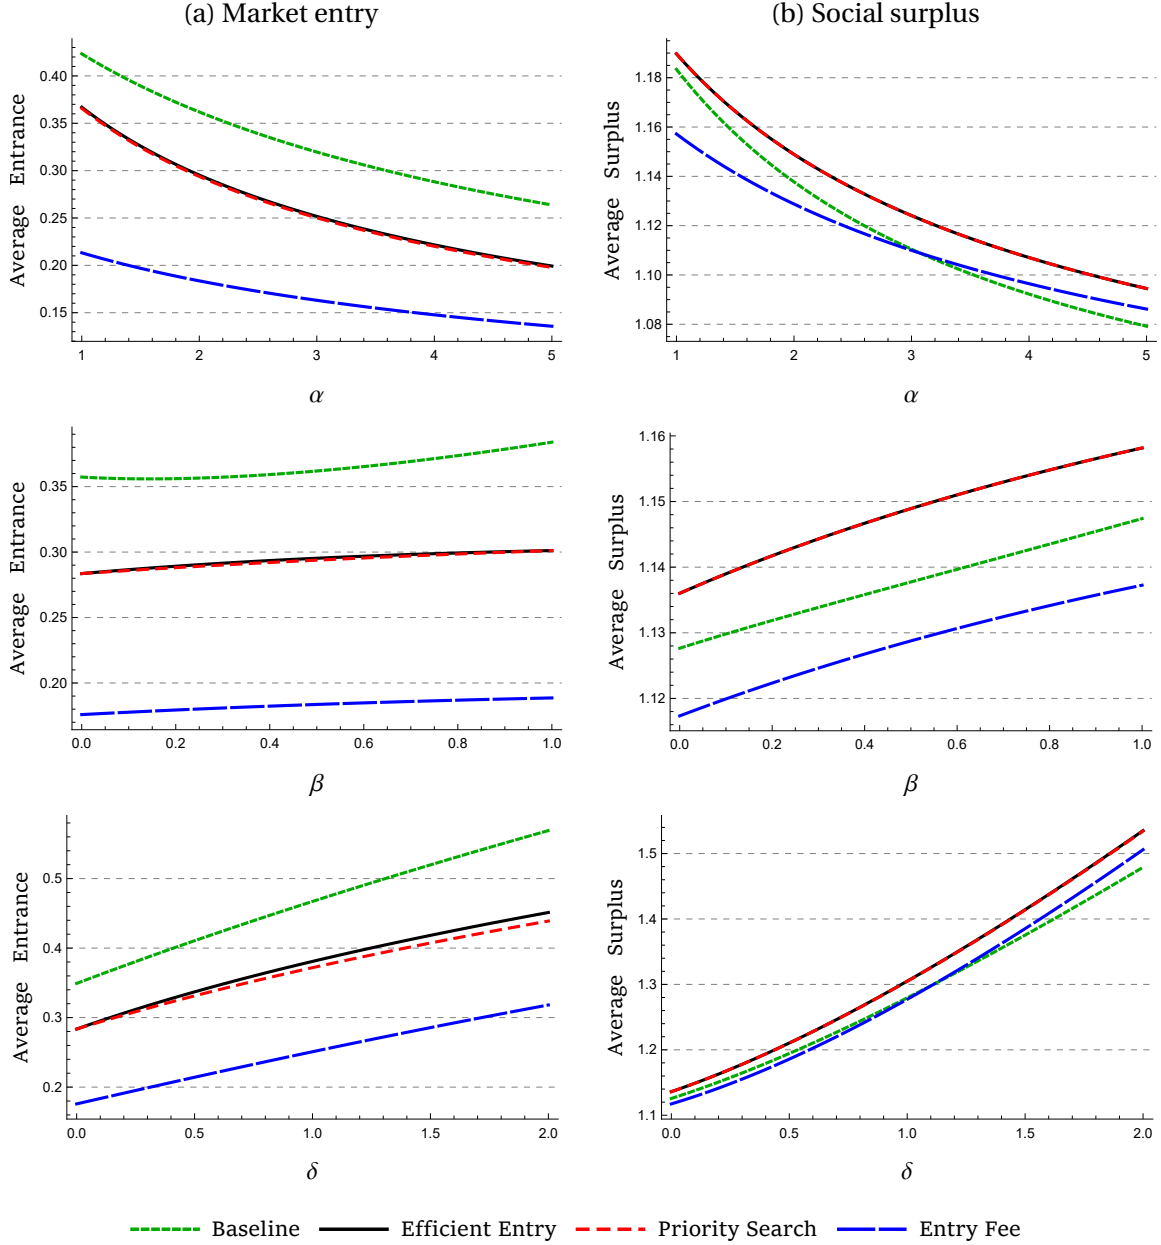 (a) Market entry
(b) Social surplus
Average Entrance
0.40
0.35
0.30
0.25
0.20
0.15
1 2 3 4 5
α
Average Surplus
1.18
1.16
1.14
1.12
1.10
1.08
1 2 3 4 5
α
Average Entrance
0.35
0.30
0.25
0.20
0.0 0.2 0.4 0.6 0.8 1.0
β
Average Surplus
1.16
1.15
1.14
1.13
1.12
0.0 0.2 0.4 0.6 0.8 1.0
β
Average Entrance
0.5
0.4
0.3
0.2
0.0 0.5 1.0 1.5 2.0
δ
Average Surplus
1.5
1.4
1.3
1.2
1.1
0.0 0.5 1.0 1.5 2.0
δ
Baseline Efficient Entry Priority Search Entry Fee